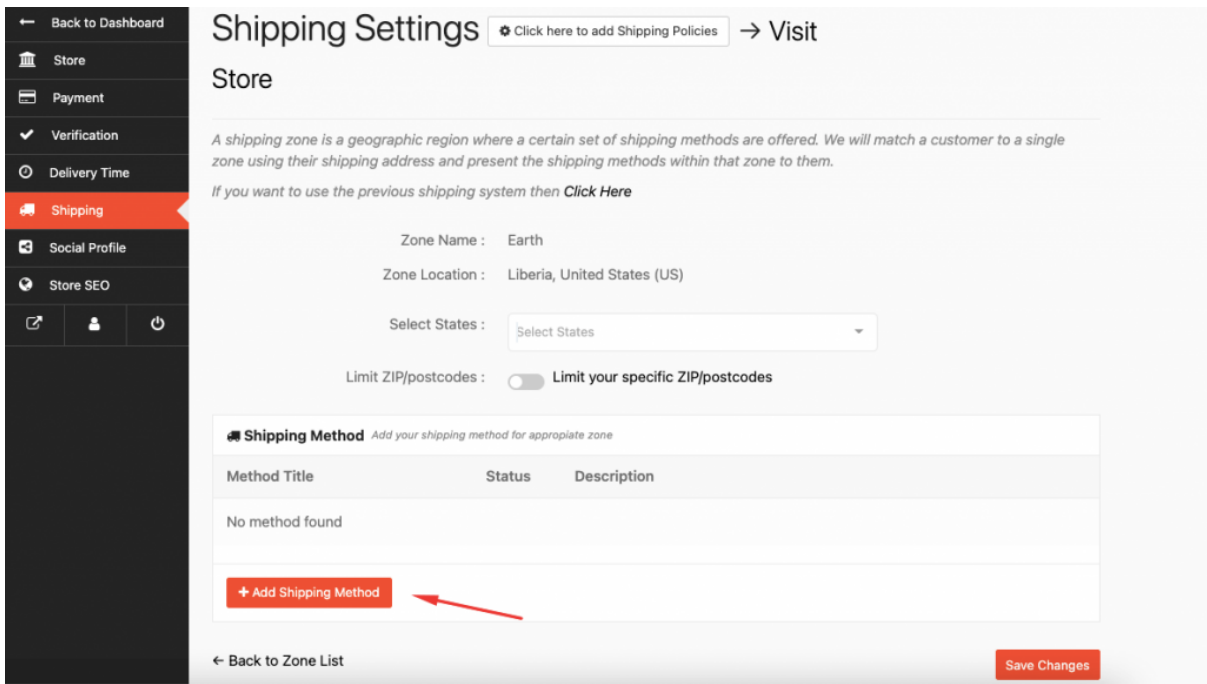 Back to Dashboard
Store
Payment
Verification
Delivery Time
Shipping
Social Profile
Store SEO
Shipping Settings Click here to add Shipping Policies → Visit
Store
A shipping zone is a geographic region where a certain set of shipping methods are offered. We will match a customer to a single
zone using their shipping address and present the shipping methods within that zone to them.
If you want to use the previous shipping system then Click Here
Zone Name : Earth
Zone Location : Liberia, United States (US)
Select States : Select States
Limit ZIP/postcodes : Limit your specific ZIP/postcodes
Shipping Method Add your shipping method for appropiate zone
Method Title Status Description
No method found
+ Add Shipping Method
← Back to Zone List
Save Changes